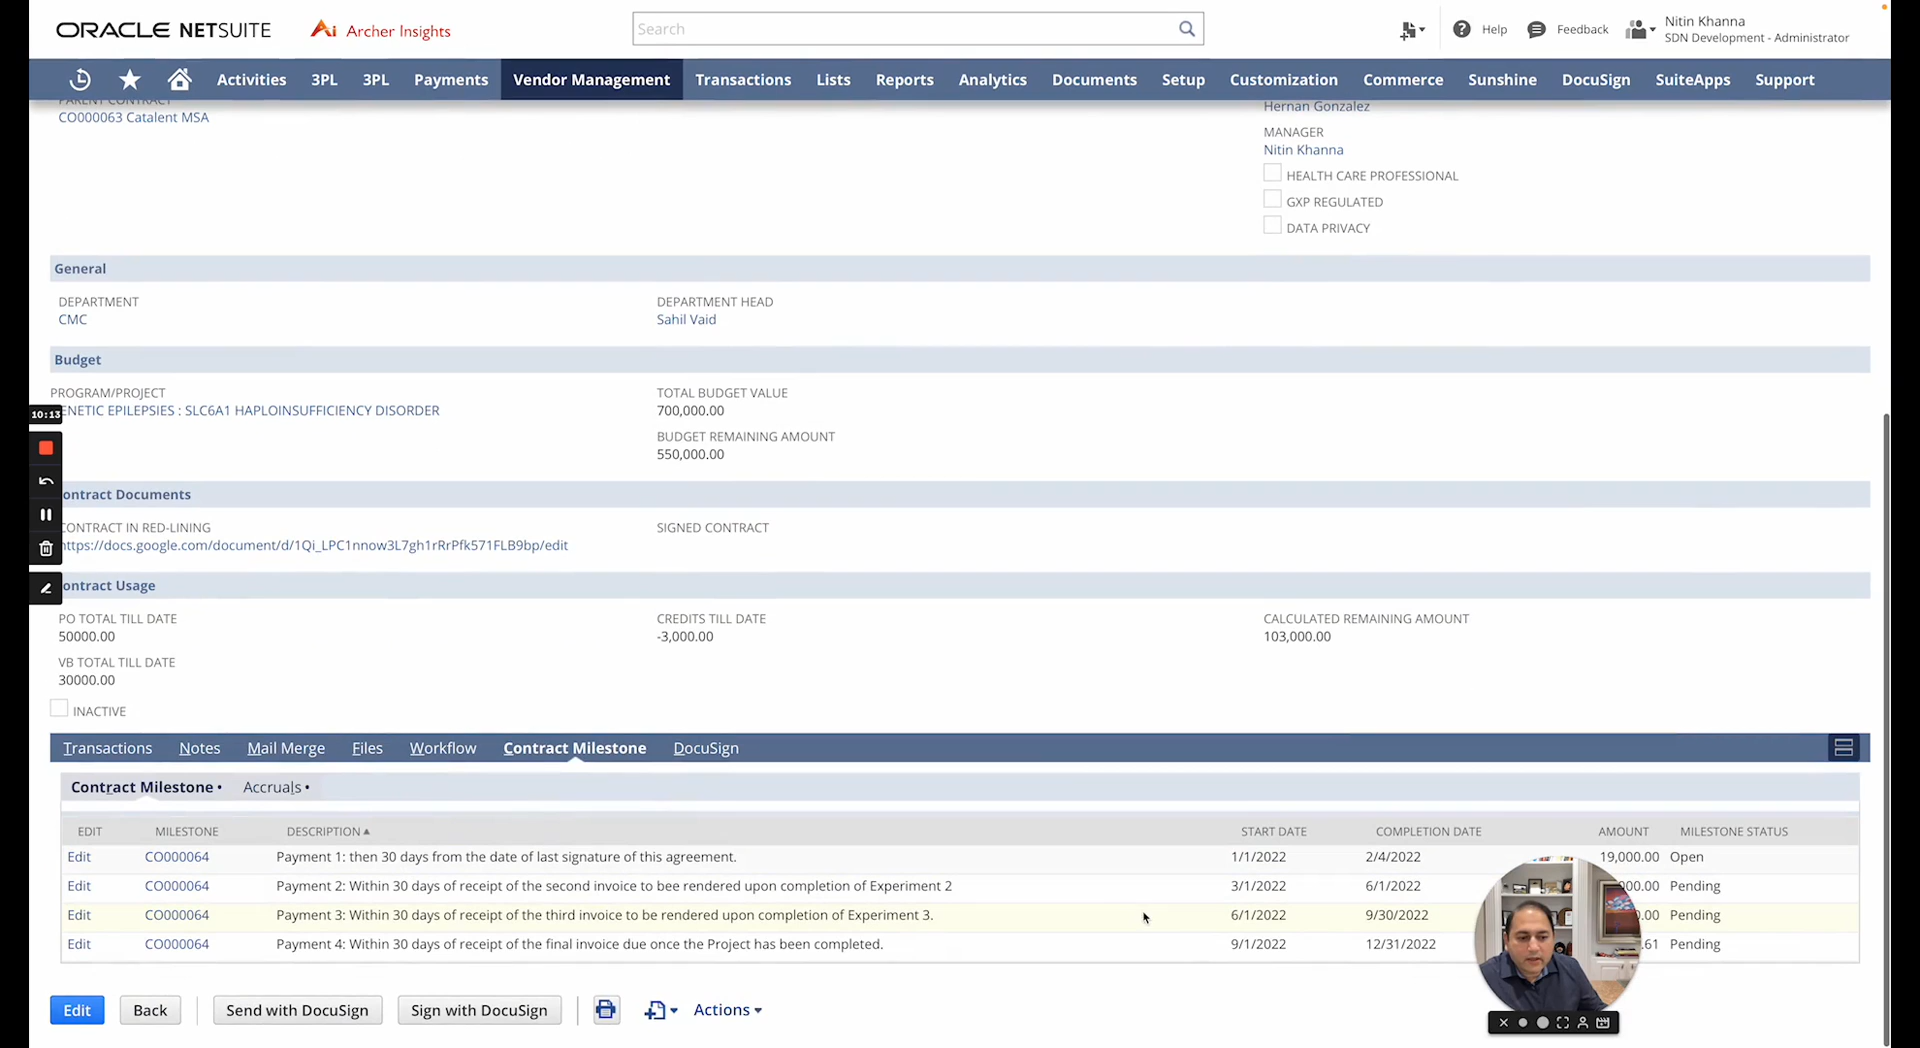 ORACLE NETSUITE
Archer Insights
Search
Help
Feedback
Nitin Khanna
SDN Development - Administrator
Activities 3PL 3PL Payments Vendor Management Transactions Lists Reports Analytics Documents Setup Customization Commerce Sunshine DocuSign SuiteApps Support
PARENT CONTRACT
CO000063 Catalent MSA
Hernan Gonzalez
MANAGER
Nitin Khanna
HEALTH CARE PROFESSIONAL
GXP REGULATED
DATA PRIVACY
General
DEPARTMENT
CMC
DEPARTMENT HEAD
Sahil Vaid
Budget
PROGRAM/PROJECT
ENETIC EPILEPSIES : SLC6A1 HAPLOINSUFFICIENCY DISORDER
TOTAL BUDGET VALUE
700,000.00
BUDGET REMAINING AMOUNT
550,000.00
10:13
ontract Documents
CONTRACT IN RED-LINING
https://docs.google.com/document/d/1Qi_LPC1nnow3L7gh1rRrPfk571FLB9bp/edit
SIGNED CONTRACT
ontract Usage
PO TOTAL TILL DATE
50000.00
CREDITS TILL DATE
-3,000.00
CALCULATED REMAINING AMOUNT
103,000.00
VB TOTAL TILL DATE
30000.00
INACTIVE
Transactions Notes Mail Merge Files Workflow Contract Milestone DocuSign
Contract Milestone • Accruals •
EDIT MILESTONE DESCRIPTION START DATE COMPLETION DATE AMOUNT MILESTONE STATUS
Edit CO000064 Payment 1: then 30 days from the date of last signature of this agreement. 1/1/2022 2/4/2022 19,000.00 Open
Edit CO000064 Payment 2: Within 30 days of receipt of the second invoice to bee rendered upon completion of Experiment 2 3/1/2022 6/1/2022 000.00 Pending
Edit CO000064 Payment 3: Within 30 days of receipt of the third invoice to be rendered upon completion of Experiment 3. 6/1/2022 9/30/2022 0.00 Pending
Edit CO000064 Payment 4: Within 30 days of receipt of the final invoice due once the Project has been completed. 9/1/2022 12/31/2022 .61 Pending
Edit Back Send with DocuSign Sign with DocuSign Actions